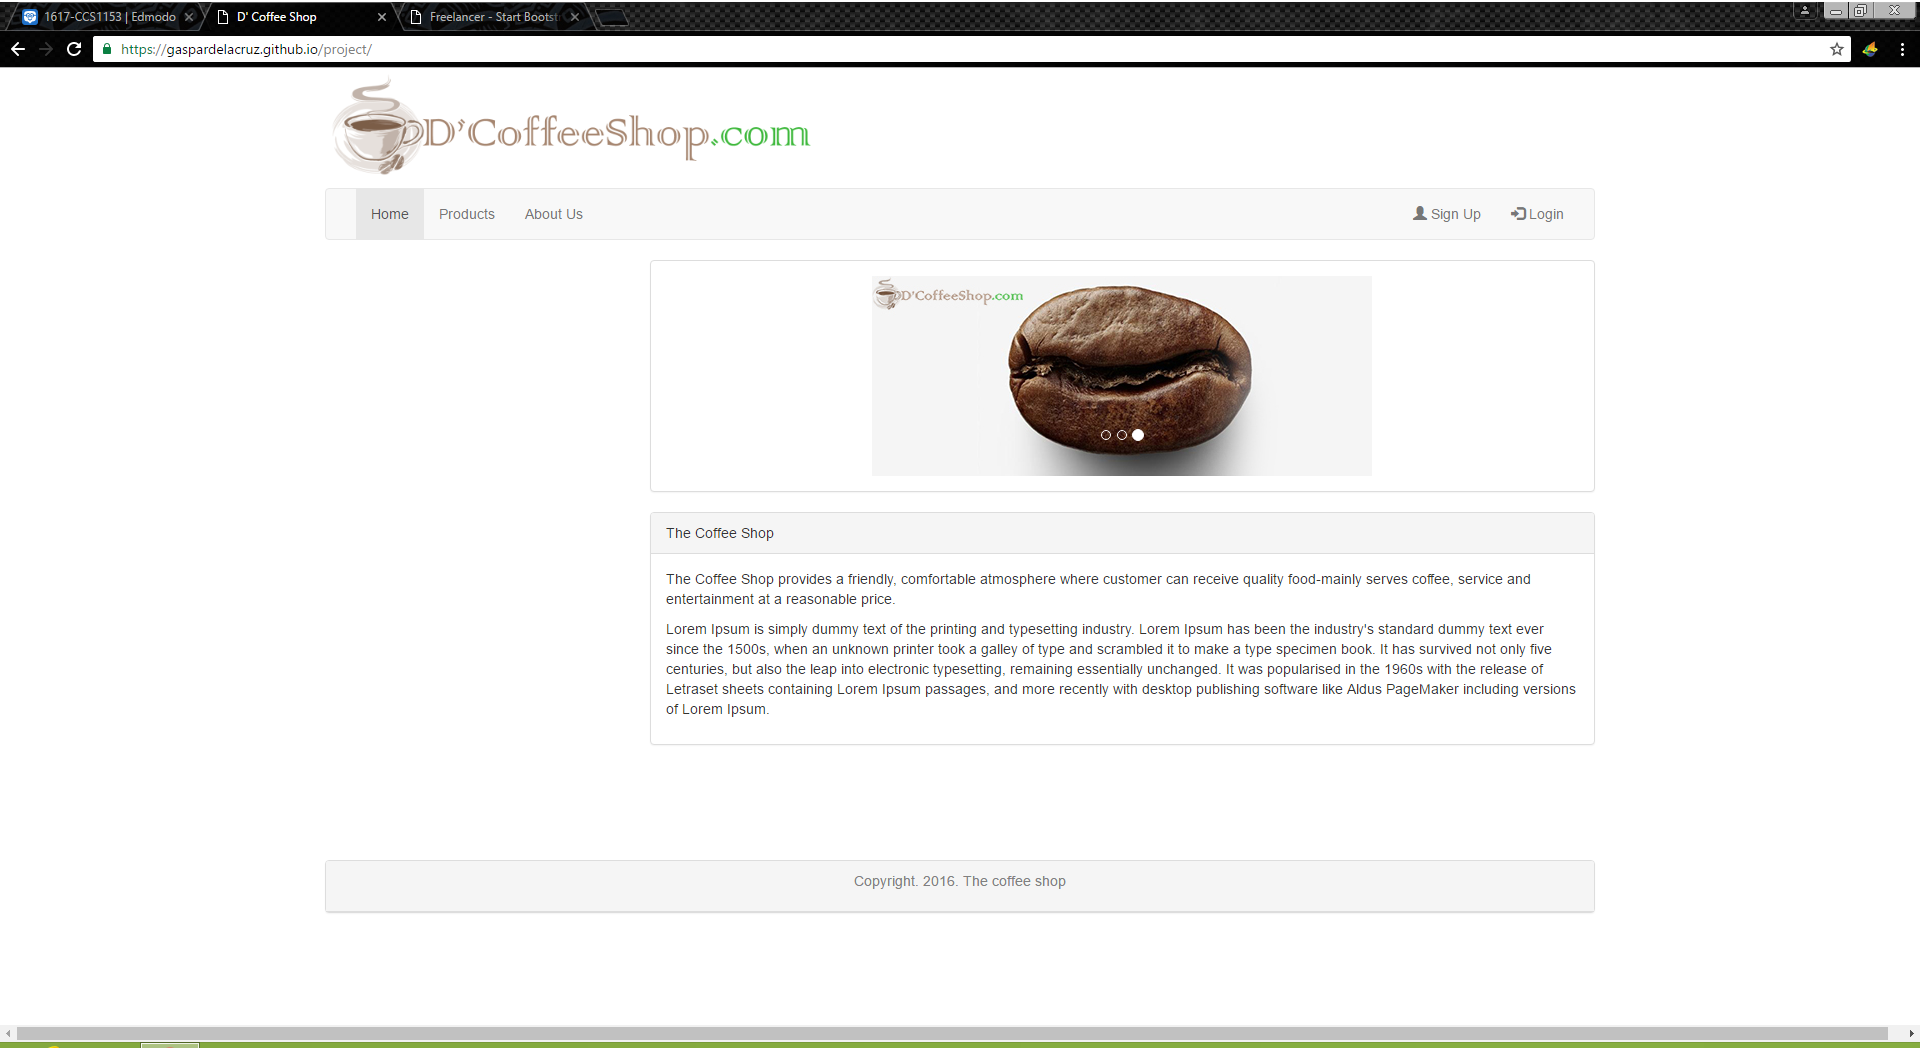 1617-CCS1153 | Edmodo
D' Coffee Shop
Freelancer - Start Bootst
https://gaspardelacruz.github.io/project/
D'CoffeeShop.com
Home
Products
About Us
Sign Up
Login
D'CoffeeShop.com
The Coffee Shop
The Coffee Shop provides a friendly, comfortable atmosphere where customer can receive quality food-mainly serves coffee, service and
entertainment at a reasonable price.
Lorem Ipsum is simply dummy text of the printing and typesetting industry. Lorem Ipsum has been the industry's standard dummy text ever
since the 1500s, when an unknown printer took a galley of type and scrambled it to make a type specimen book. It has survived not only five
centuries, but also the leap into electronic typesetting, remaining essentially unchanged. It was popularised in the 1960s with the release of
Letraset sheets containing Lorem Ipsum passages, and more recently with desktop publishing software like Aldus PageMaker including versions
of Lorem Ipsum.
Copyright. 2016. The coffee shop